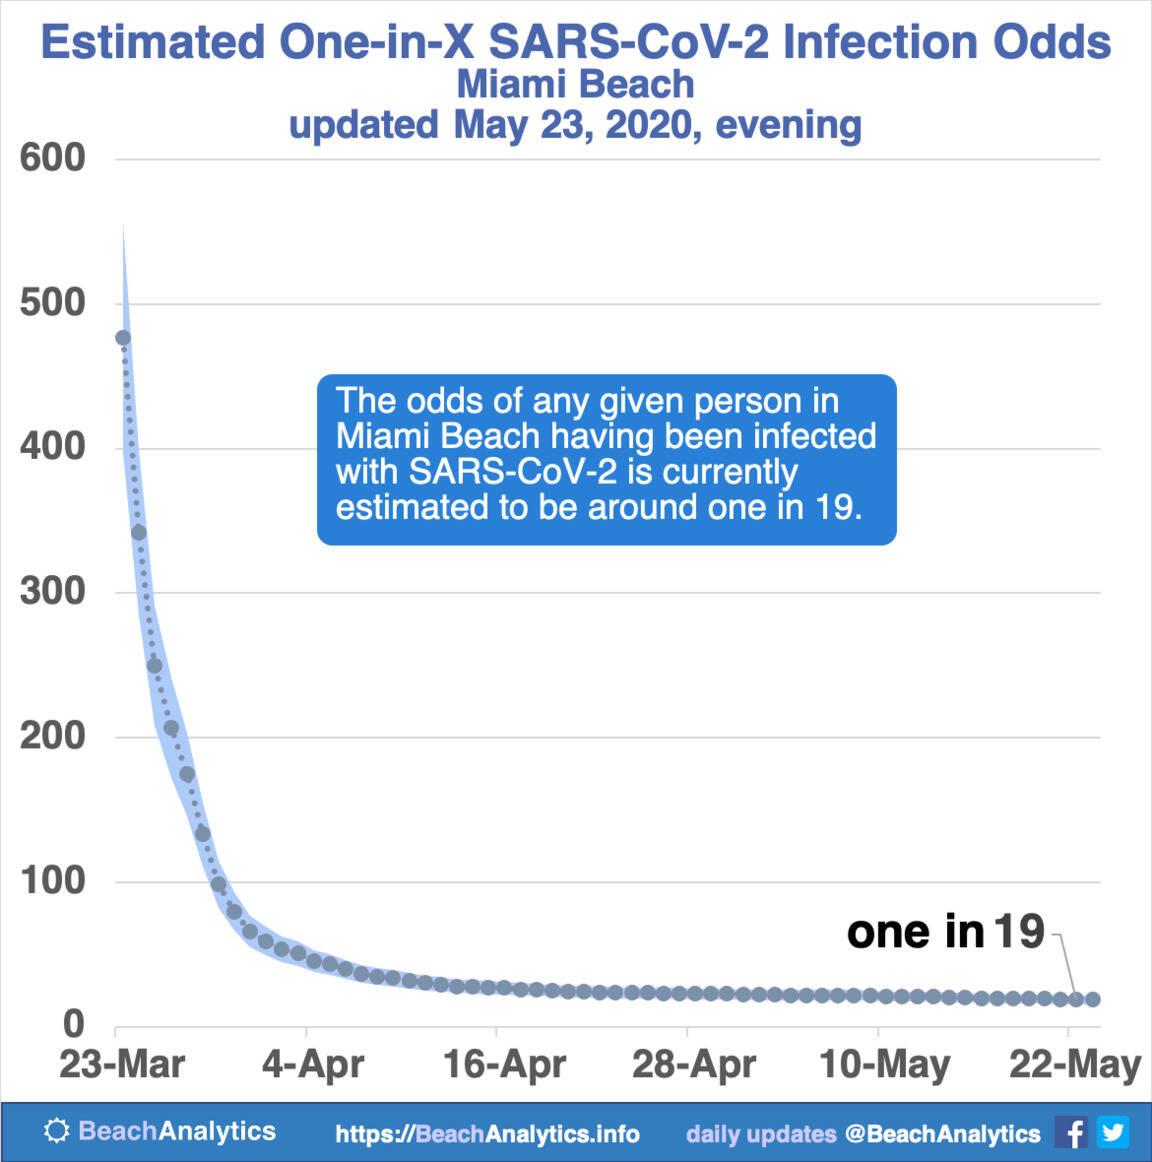 Estimated One-in-X SARS-CoV-2 Infection Odds
Miami Beach
updated May 23, 2020, evening
600
500
400
300
200
100
0
The odds of any given person in
Miami Beach having been infected
with SARS-CoV-2 is currently
estimated to be around one in 19.
one in 19
23-Mar 4-Apr 16-Apr 28-Apr 10-May 22-May
BeachAnalytics https://BeachAnalytics.info daily updates @BeachAnalytics